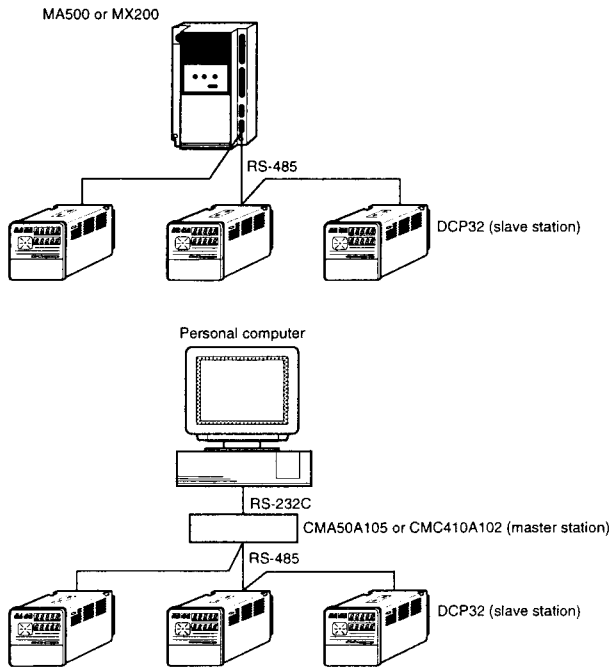 MA500 or MX200
RS-485
DCP32 (slave station)
Personal computer
RS-232C
CMA50A105 or CMC410A102 (master station)
RS-485
DCP32 (slave station)